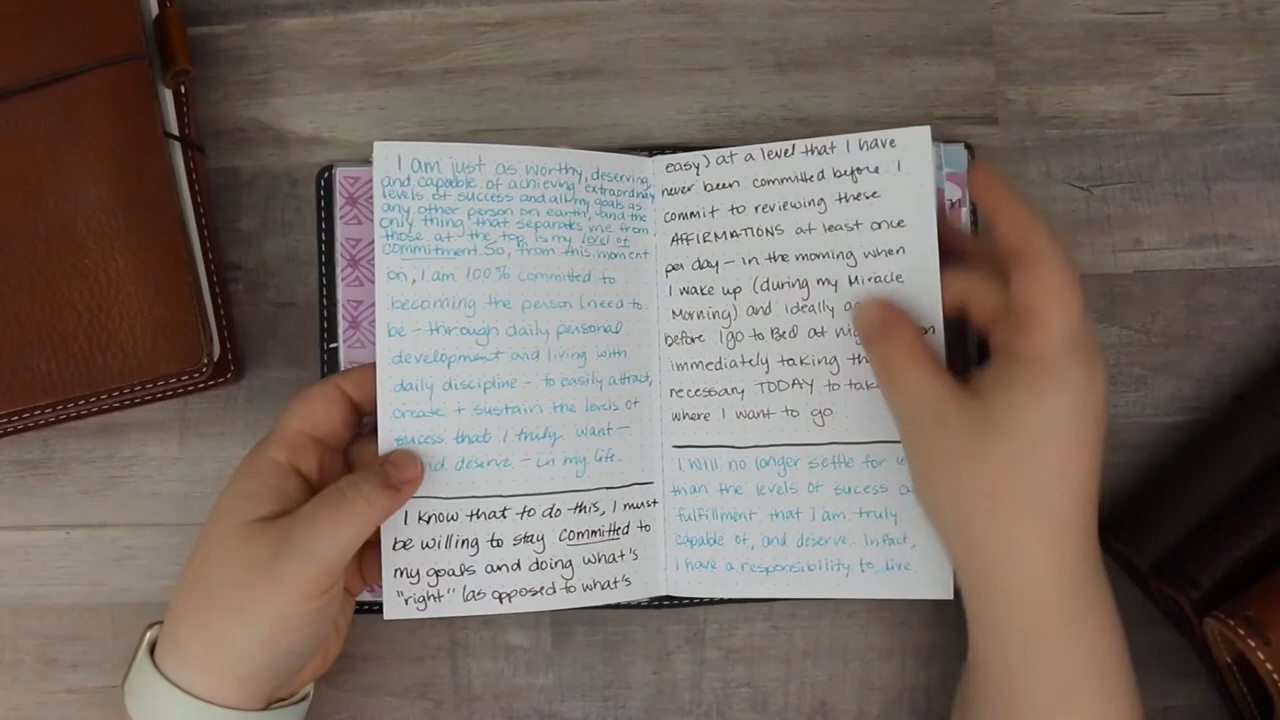 I am just as worthy, deserving,
and capable of achieving extraordinary
levels of success and all my goals as
any other person on earth, and the
only thing that separates me from
those at the top is my level of
commitment. So, from this moment
on, I am 100% committed to
becoming the person I need to
be - through daily personal
development and living with
daily discipline - to easily attract,
create + sustain the levels of
sucess that I truly want -
deserve - in my life.
I know that to do this, I must
be willing to stay committed to
my goals and doing what's
"right" (as opposed to what's
easy) at a level that I have
never been committed before. I
commit to reviewing these
AFFIRMATIONS at least once
per day - in the morning when
I wake up (during my Miracle
Morning) and ideally
before I go to Bed at
immediately taking
necessary TODAY to
where I want to go
I will no longer settle for
than the levels of sucess
fulfillment that I am truly
capable of, and deserve. Infact,
I have a responsibility to live